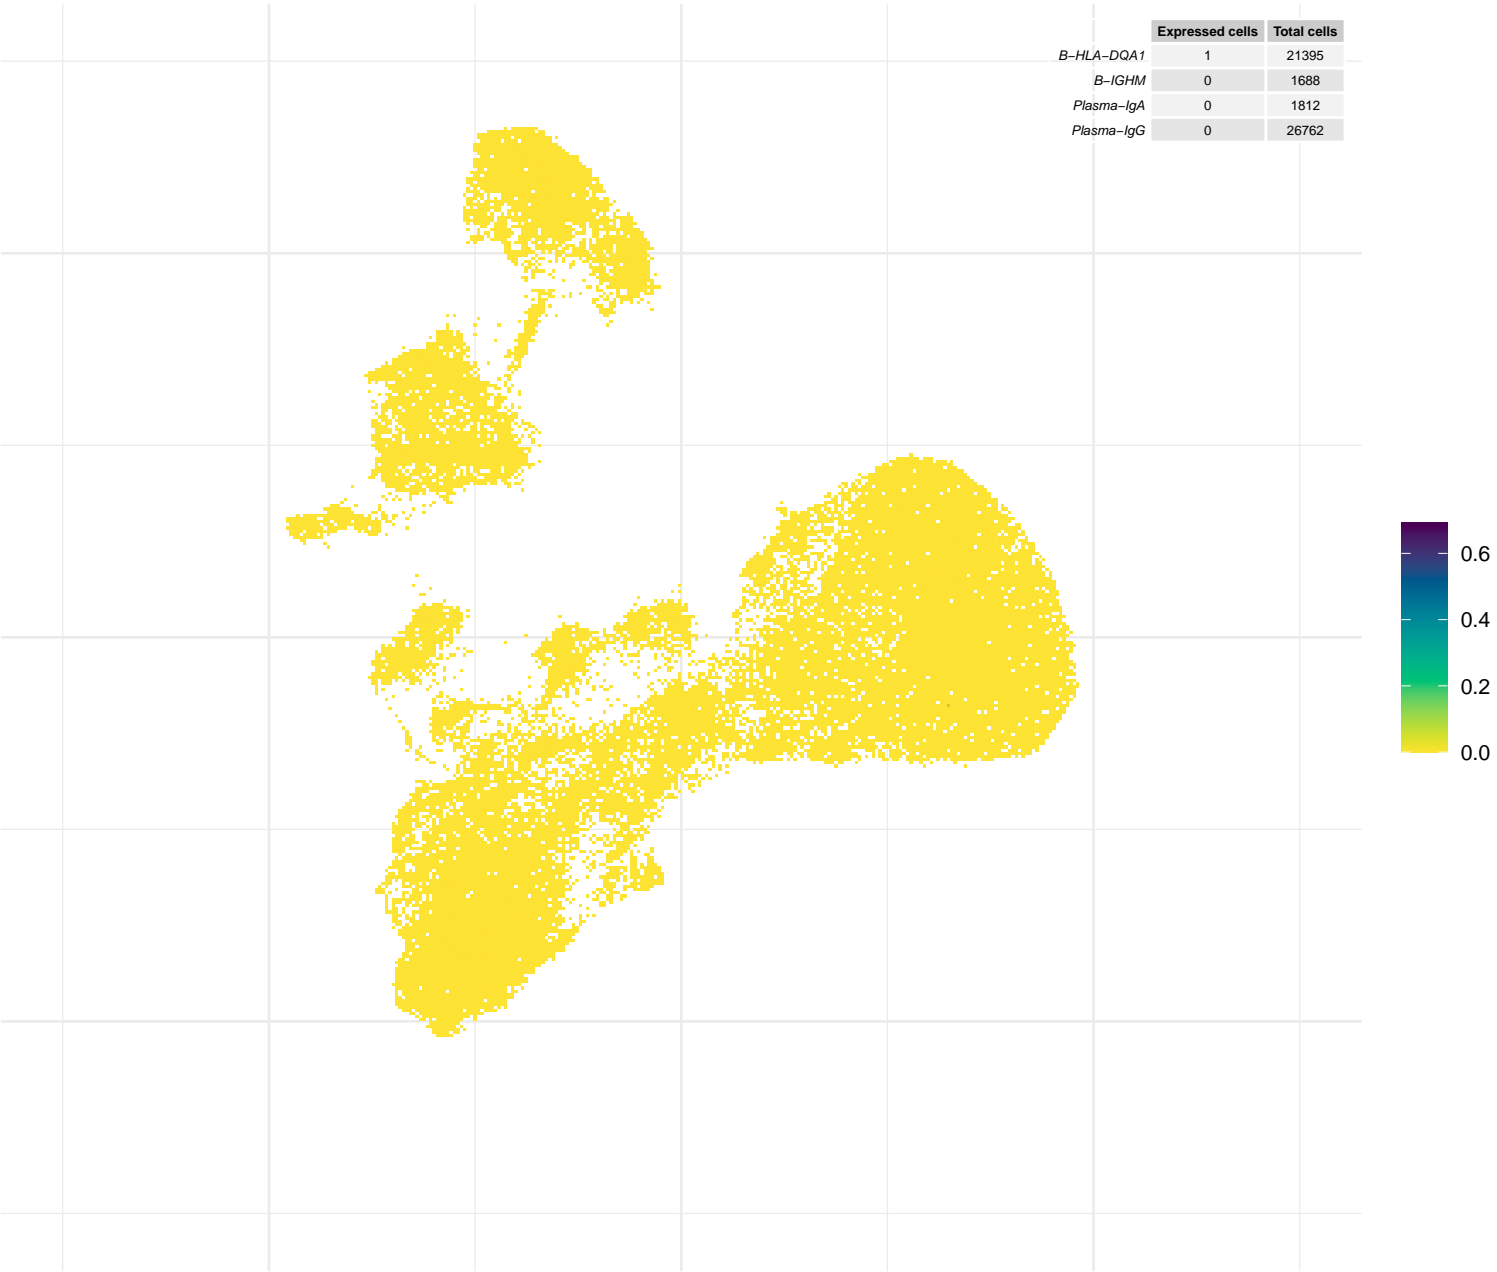 Expressed cells Total cells
B−HLA−DQA1 1 21395
B−IGHM 0 1688
Plasma−IgA 0 1812
Plasma−IgG 0 26762
0.6
0.4
0.2
0.0